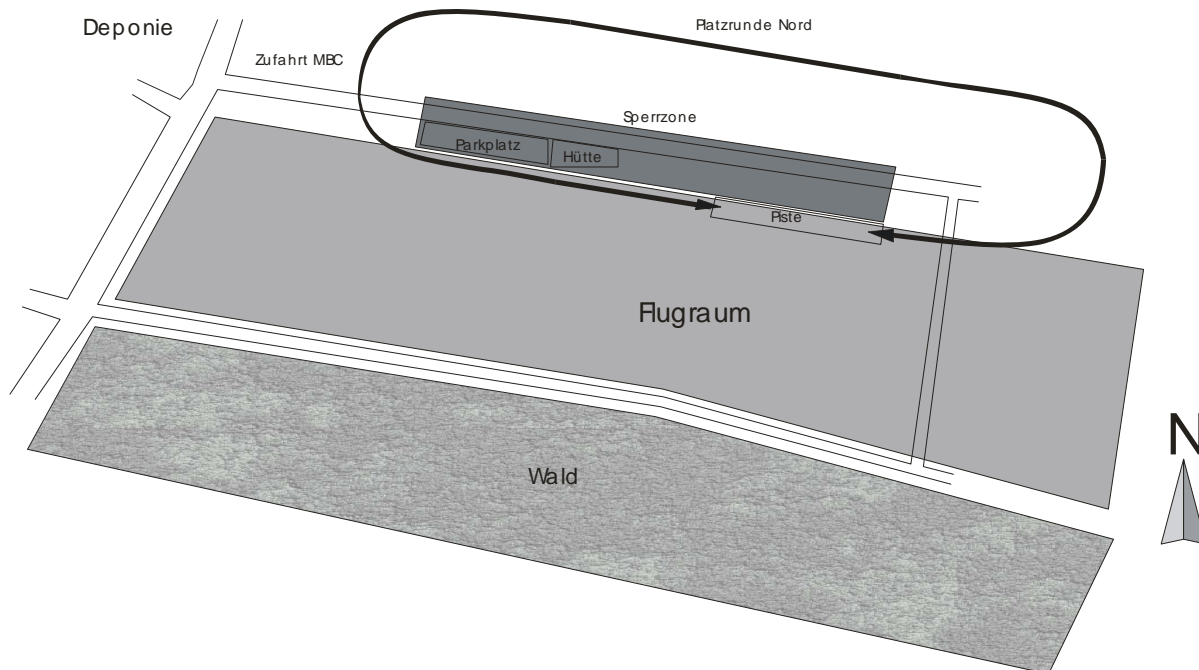 Deponie
Platzrunde Nord
Zufahrt MBC
Sperrzone
Parkplatz
Hütte
Piste
Flugraum
N
Wald